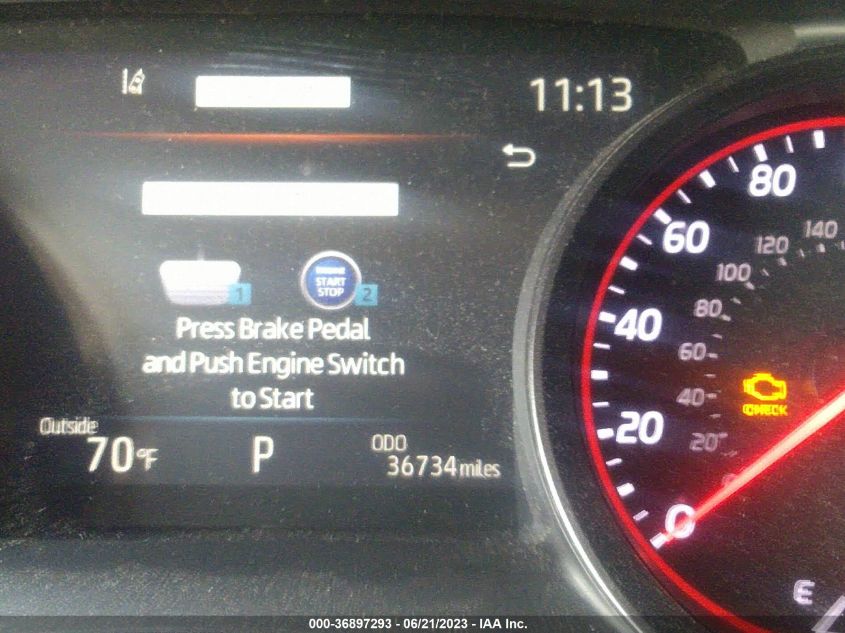 11:13
ENGINE
START
STOP
1
2
Press Brake Pedal
and Push Engine Switch
to Start
Outside
70°F
P
ODO
36734 miles
80
60
40
20
0
140
120
100
80
60
40
20
0
CHECK
E
000-36897293 - 06/21/2023 - IAA Inc.